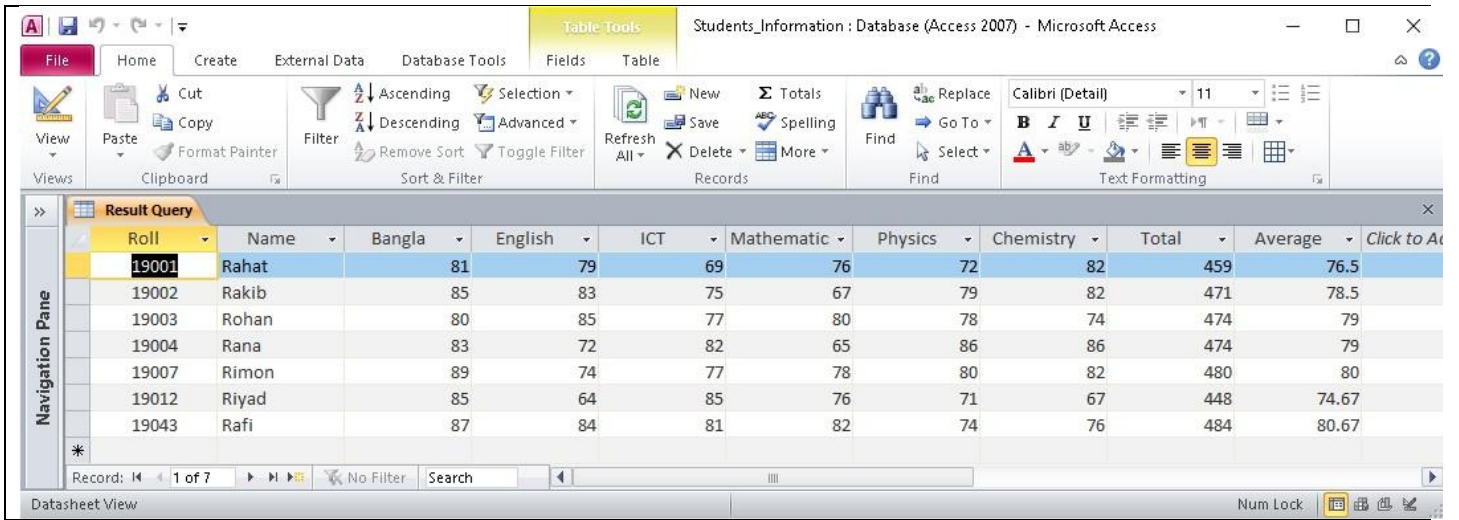 A Table Tools Students_Information : Database (Access 2007) - Microsoft Access
File Home Create External Data Database Tools Fields Table
Cut Ascending Selection New Σ Totals Replace Calibri (Detail) 11
Copy Descending Advanced Save Spelling Go To B I U
View Paste Format Painter Filter Remove Sort Toggle Filter Refresh All Delete More Find Select A
Views Clipboard Sort & Filter Records Find Text Formatting
Result Query
Roll Name Bangla English ICT Mathematic Physics Chemistry Total Average Click to Ad
19001 Rahat 81 79 69 76 72 82 459 76.5
19002 Rakib 85 83 75 67 79 82 471 78.5
19003 Rohan 80 85 77 80 78 74 474 79
19004 Rana 83 72 82 65 86 86 474 79
19007 Rimon 89 74 77 78 80 82 480 80
19012 Riyad 85 64 85 76 71 67 448 74.67
19043 Rafi 87 84 81 82 74 76 484 80.67
Navigation Pane
Record: 1 of 7 No Filter Search
Datasheet View Num Lock